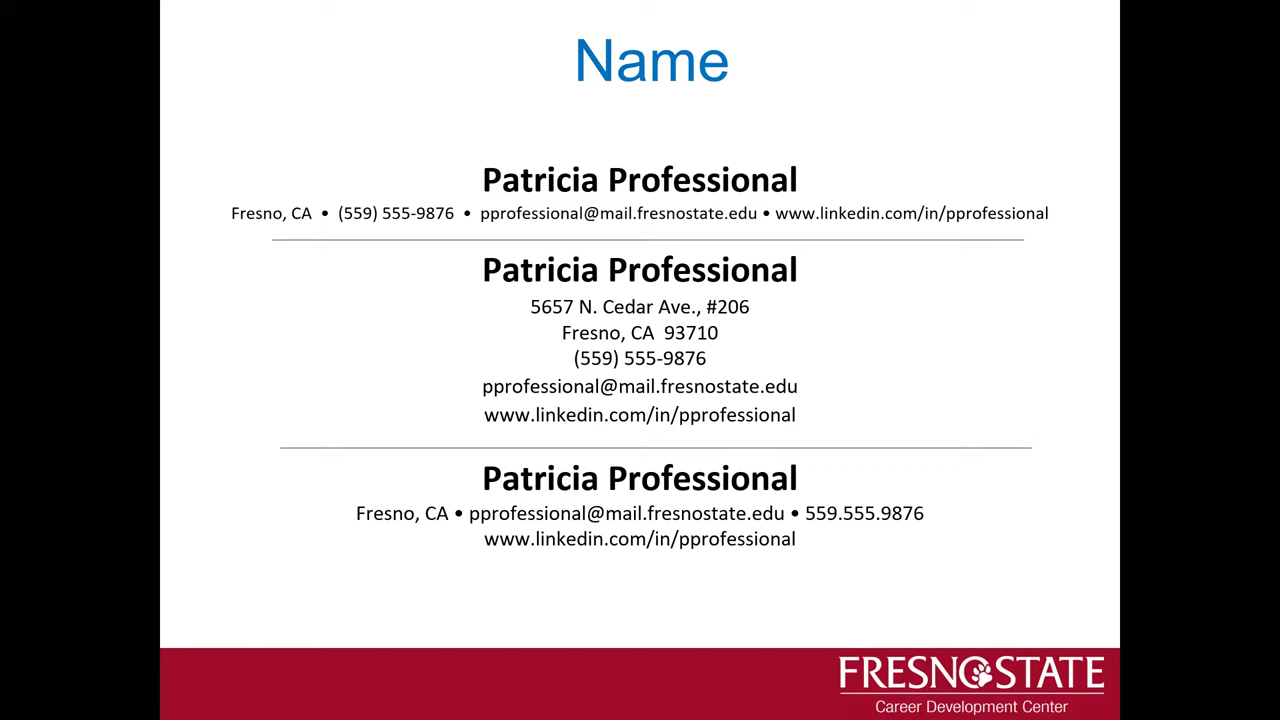 Name
Patricia Professional
Fresno, CA • (559) 555-9876 • pprofessional@mail.fresnostate.edu • www.linkedin.com/in/pprofessional
Patricia Professional
5657 N. Cedar Ave., #206
Fresno, CA  93710
(559) 555-9876
pprofessional@mail.fresnostate.edu
www.linkedin.com/in/pprofessional
Patricia Professional
Fresno, CA • pprofessional@mail.fresnostate.edu • 559.555.9876
www.linkedin.com/in/pprofessional
FRESNO STATE
Career Development Center